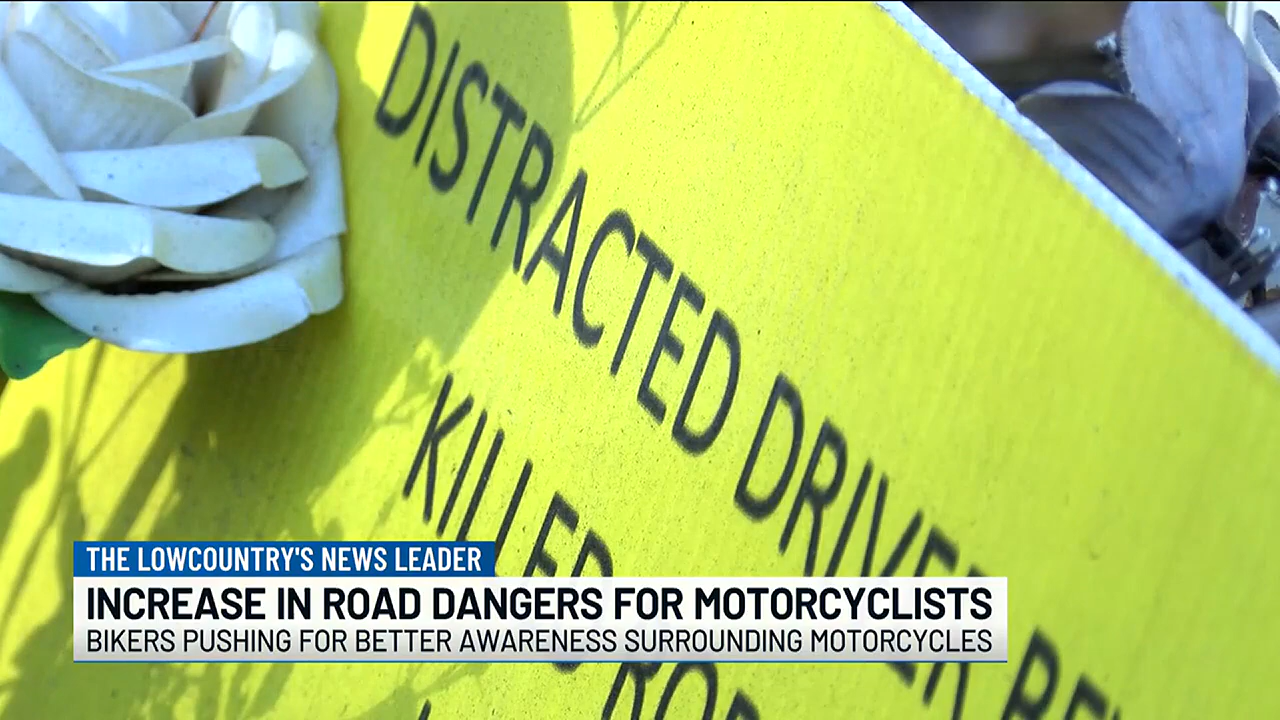 DISTRACTED DRIVER
KILLED
THE LOWCOUNTRY'S NEWS LEADER
INCREASE IN ROAD DANGERS FOR MOTORCYCLISTS
BIKERS PUSHING FOR BETTER AWARENESS SURROUNDING MOTORCYCLES